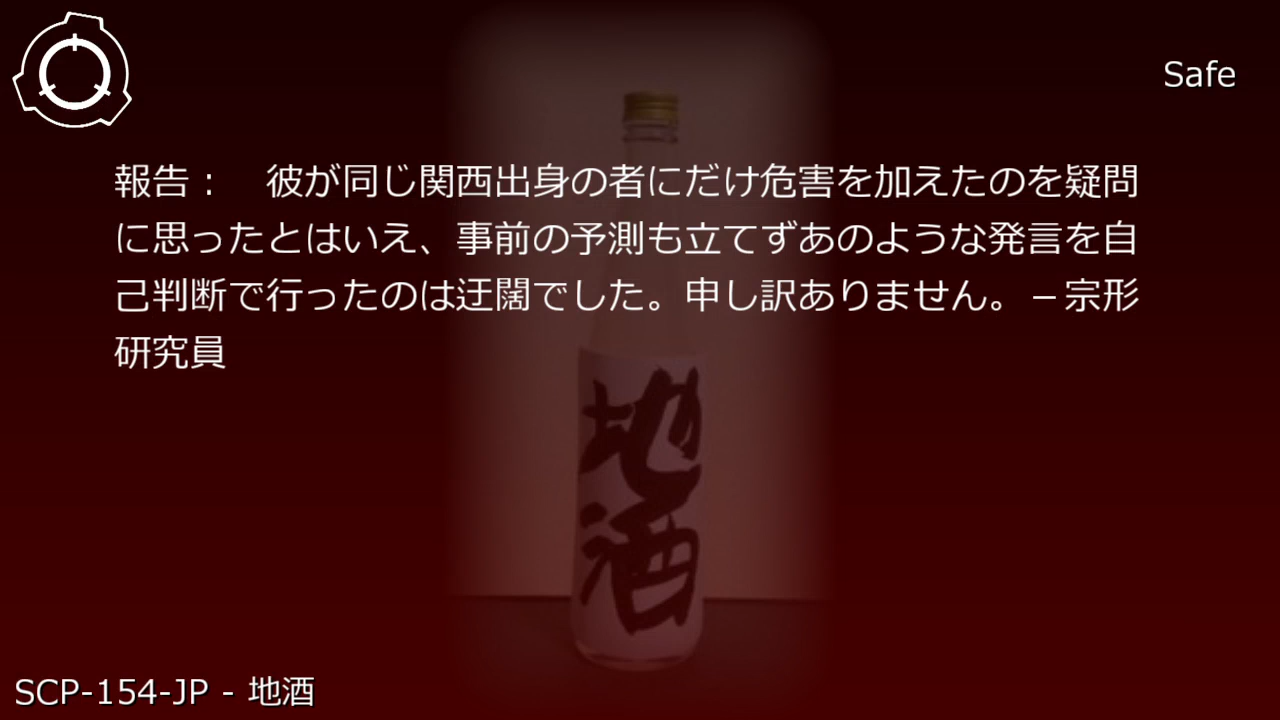 Safe
報告：　彼が同じ関西出身の者にだけ危害を加えたのを疑問
に思ったとはいえ、事前の予測も立てずあのような発言を自
己判断で行ったのは迂闊でした。申し訳ありません。 – 宗形
研究員
地酒
SCP-154-JP - 地酒